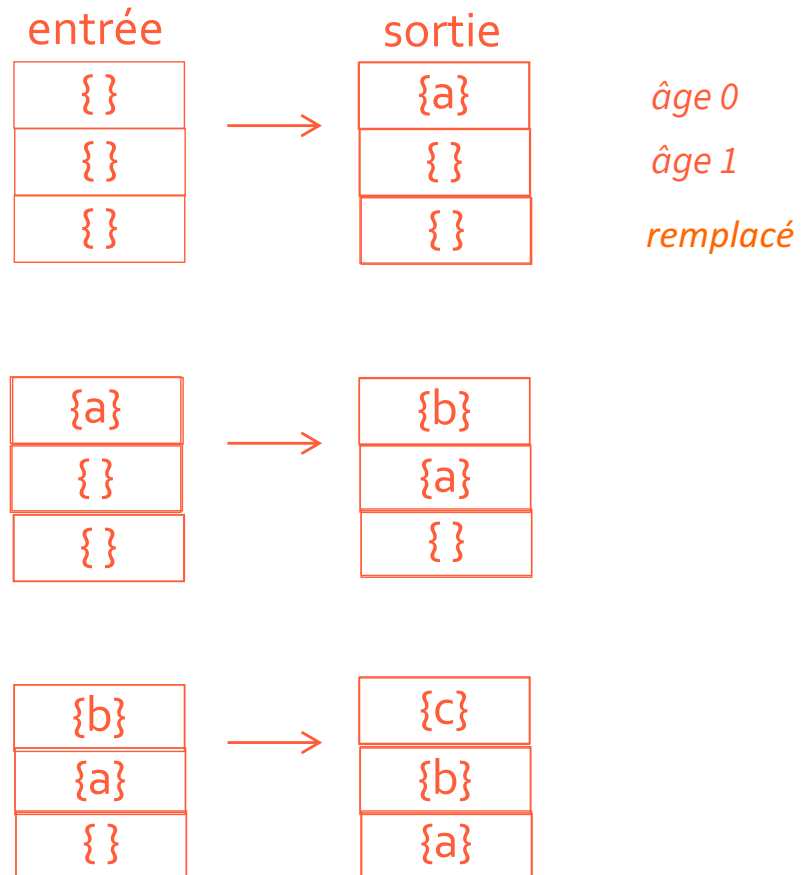 entrée sortie
{ } {a} âge 0
{ } { } âge 1
{ } { } remplacé
{a} {b}
{ } {a}
{ } { }
{b} {c}
{a} {b}
{ } {a}